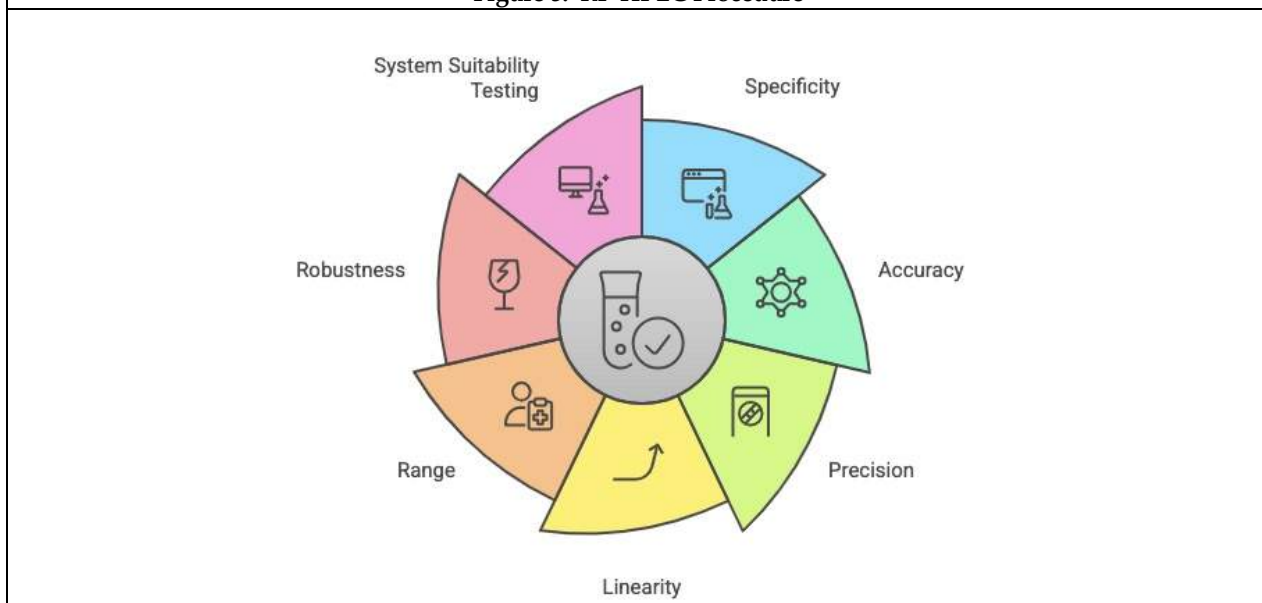 System Suitability
Testing
Specificity
Robustness
Accuracy
Range
Precision
Linearity